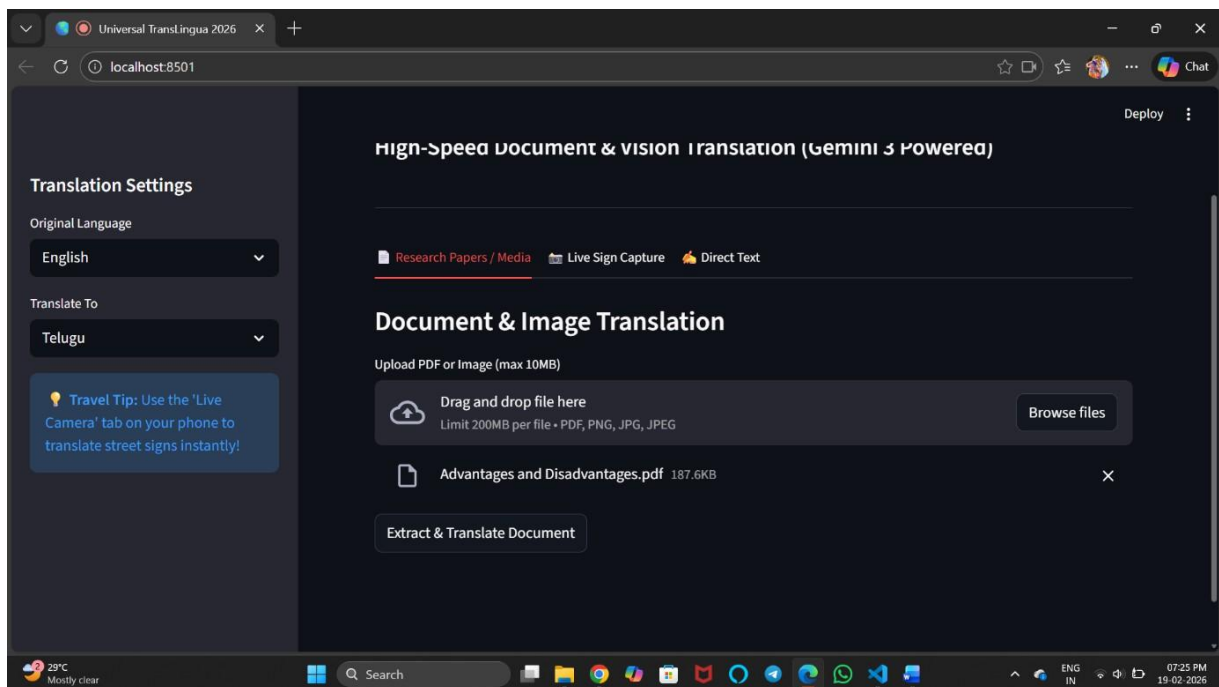 Universal TransLingua 2026
localhost:8501
Chat
Deploy
High-Speed Document & Vision Translation (Gemini 3 Powered)
Translation Settings
Original Language
English
Translate To
Telugu
💡 Travel Tip: Use the 'Live
Camera' tab on your phone to
translate street signs instantly!
📄 Research Papers / Media 📷 Live Sign Capture ✍️ Direct Text
Document & Image Translation
Upload PDF or Image (max 10MB)
Drag and drop file here
Limit 200MB per file • PDF, PNG, JPG, JPEG
Browse files
Advantages and Disadvantages.pdf 187.6KB
Extract & Translate Document
2
29°C
Mostly clear
Search
ENG
IN
07:25 PM
19-02-2026